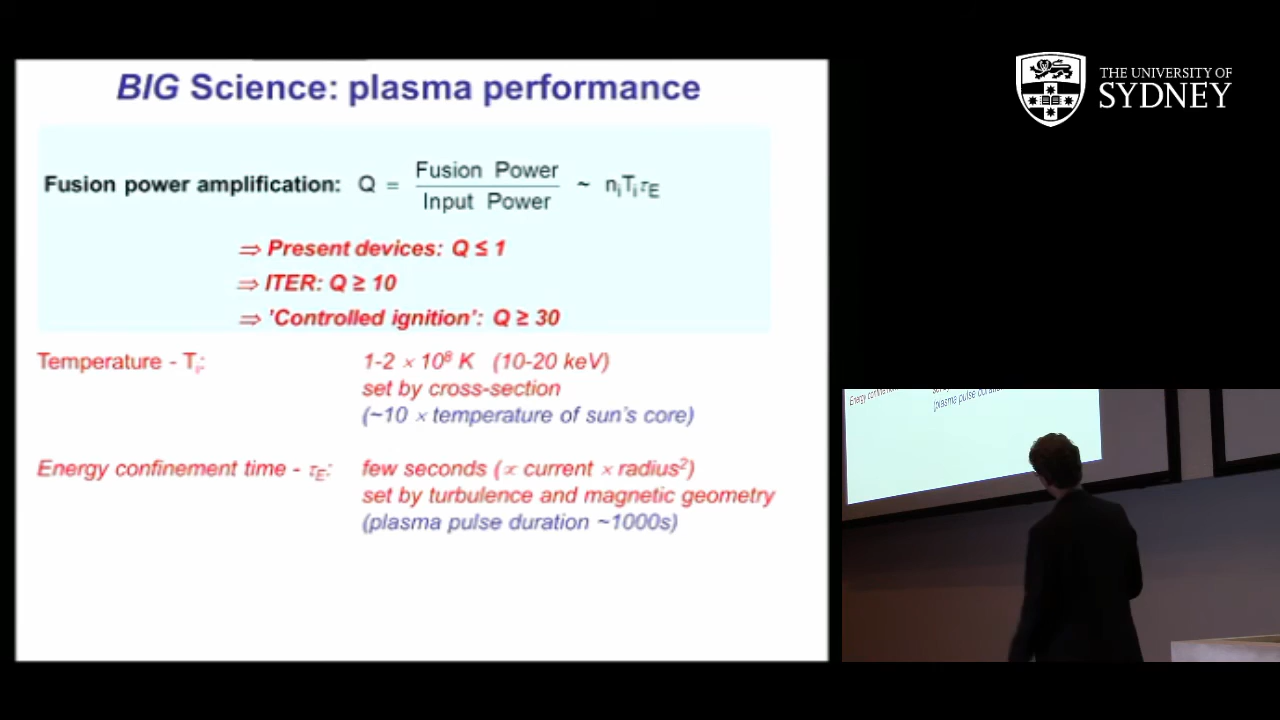 BIG Science: plasma performance
Fusion power amplification: Q = Fusion Power / Input Power ~ nᵢTᵢτE
⇒ Present devices: Q ≤ 1
⇒ ITER: Q ≥ 10
⇒ 'Controlled ignition': Q ≥ 30
Temperature - Tᵢ: 1-2 × 10⁸ K (10-20 keV)
set by cross-section
(~10 × temperature of sun's core)
Energy confinement time - τE: few seconds (∝ current × radius²)
set by turbulence and magnetic geometry
(plasma pulse duration ~1000s)
THE UNIVERSITY OF
SYDNEY
(plasma pulse